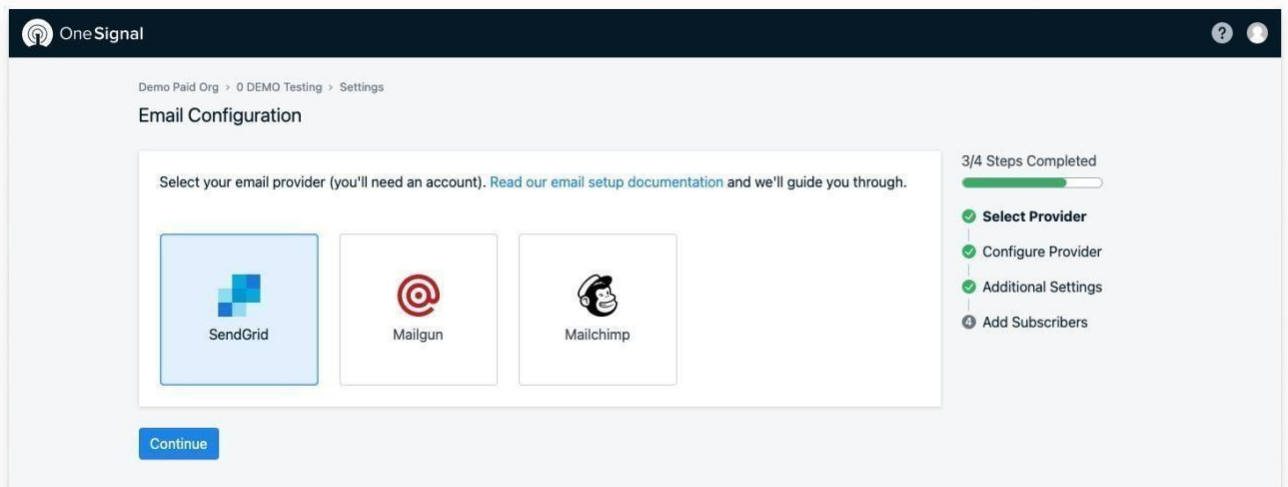 OneSignal
?
Demo Paid Org > 0 DEMO Testing > Settings
Email Configuration
Select your email provider (you'll need an account). Read our email setup documentation and we'll guide you through.
SendGrid
Mailgun
Mailchimp
Continue
3/4 Steps Completed
Select Provider
Configure Provider
Additional Settings
4 Add Subscribers